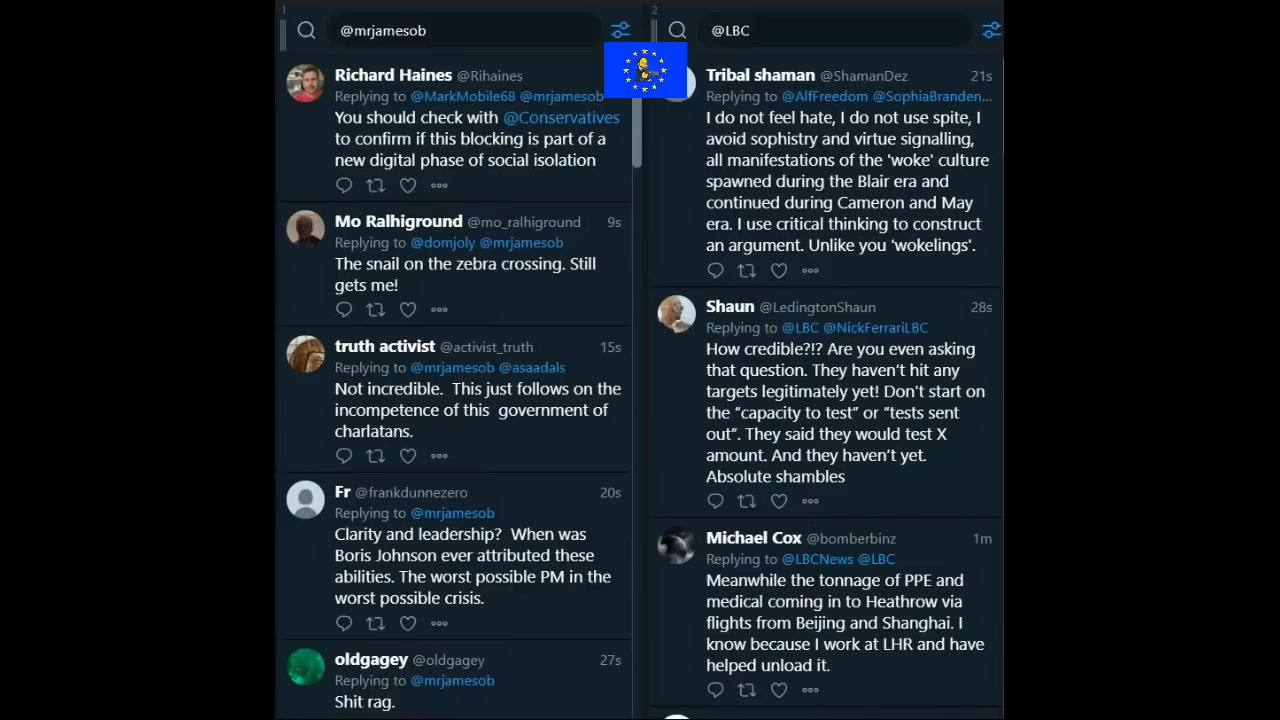 1
@mrjamesob
Richard Haines @Rihaines
Replying to @MarkMobile68 @mrjamesob
You should check with @Conservatives
to confirm if this blocking is part of a
new digital phase of social isolation
Mo Ralhiground @mo_ralhiground 9s
Replying to @domjoly @mrjamesob
The snail on the zebra crossing. Still
gets me!
truth activist @activist_truth 15s
Replying to @mrjamesob @asaadals
Not incredible.  This just follows on the
incompetence of this  government of
charlatans.
Fr @frankdunnezero 20s
Replying to @mrjamesob
Clarity and leadership?  When was
Boris Johnson ever attributed these
abilities. The worst possible PM in the
worst possible crisis.
oldgagey @oldgagey 27s
Replying to @mrjamesob
Shit rag.
2
@LBC
Tribal shaman @ShamanDez 21s
Replying to @AlfFreedom @SophiaBranden...
I do not feel hate, I do not use spite, I
avoid sophistry and virtue signalling,
all manifestations of the 'woke' culture
spawned during the Blair era and
continued during Cameron and May
era. I use critical thinking to construct
an argument. Unlike you 'wokelings'.
Shaun @LedingtonShaun 28s
Replying to @LBC @NickFerrariLBC
How credible?!? Are you even asking
that question. They haven’t hit any
targets legitimately yet! Don’t start on
the “capacity to test” or “tests sent
out”. They said they would test X
amount. And they haven’t yet.
Absolute shambles
Michael Cox @bomberbinz 1m
Replying to @LBCNews @LBC
Meanwhile the tonnage of PPE and
medical coming in to Heathrow via
flights from Beijing and Shanghai. I
know because I work at LHR and have
helped unload it.